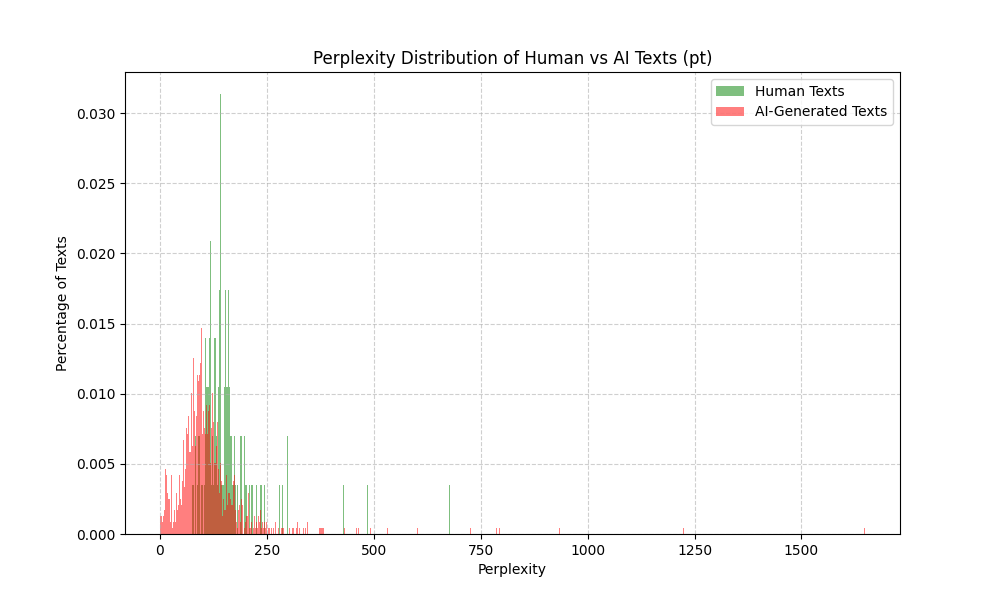 Perplexity Distribution of Human vs AI Texts (pt)
Human Texts
AI-Generated Texts
Percentage of Texts
0.030
0.025
0.020
0.015
0.010
0.005
0.000
0
250
500
750
1000
1250
1500
Perplexity